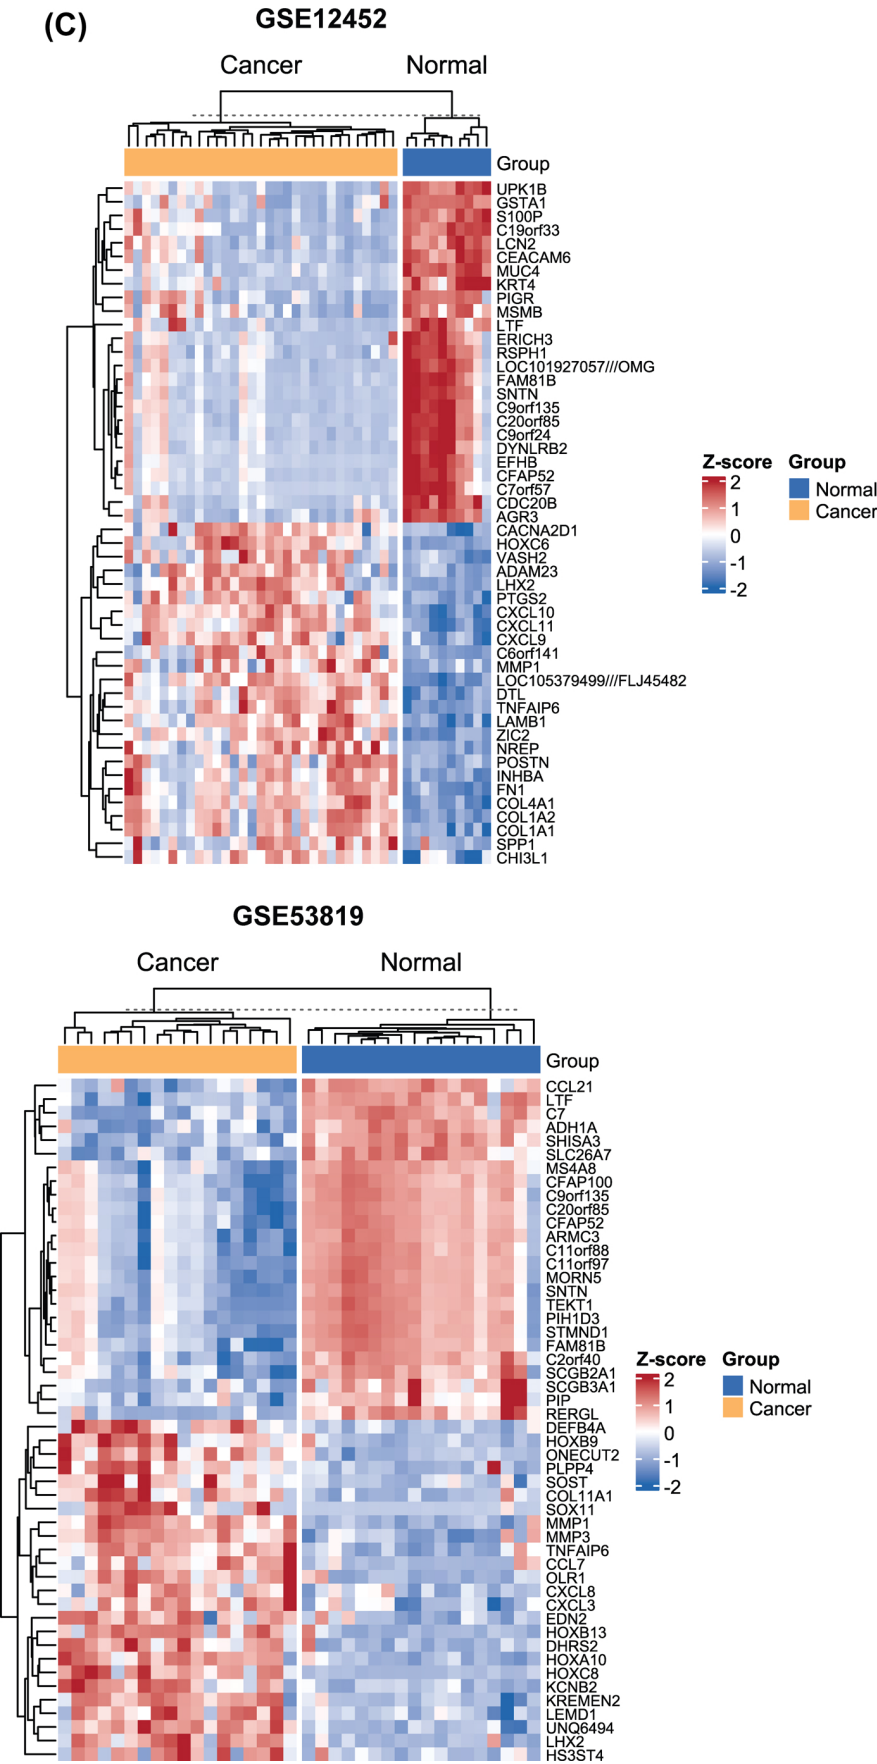 (C)
GSE12452
Cancer Normal
Group
UPK1B
GSTA1
S100P
C19orf33
LCN2
CEACAM6
MUC4
KRT4
PIGR
MSMB
LTF
ERICH3
RSPH1
LOC101927057///OMG
FAM81B
SNTN
C9orf135
C20orf85
C9orf24
DYNLRB2
EFHB
CFAP52
C7orf57
CDC20B
AGR3
CACNA2D1
HOXC6
VASH2
ADAM23
LHX2
PTGS2
CXCL10
CXCL11
CXCL9
C6orf141
MMP1
LOC105379499///FLJ45482
DTL
TNFAIP6
LAMB1
ZIC2
NREP
POSTN
INHBA
FN1
COL4A1
COL1A2
COL1A1
SPP1
CHI3L1
Z-score Group
2 Normal
1 Cancer
0
-1
-2
GSE53819
Cancer Normal
Group
CCL21
LTF
C7
ADH1A
SHISA3
SLC26A7
MS4A8
CFAP100
C9orf135
C20orf85
CFAP52
ARMC3
C11orf88
C11orf97
MORN5
SNTN
TEKT1
PIH1D3
STMND1
FAM81B
C2orf40
SCGB2A1
SCGB3A1
PIP
RERGL
DEFB4A
HOXB9
ONECUT2
PLPP4
SOST
COL11A1
SOX11
MMP1
MMP3
TNFAIP6
CCL7
OLR1
CXCL8
CXCL3
EDN2
HOXB13
DHRS2
HOXA10
HOXC8
KCNB2
KREMEN2
LEMD1
UNQ6494
LHX2
HS3ST4
Z-score Group
2 Normal
1 Cancer
0
-1
-2